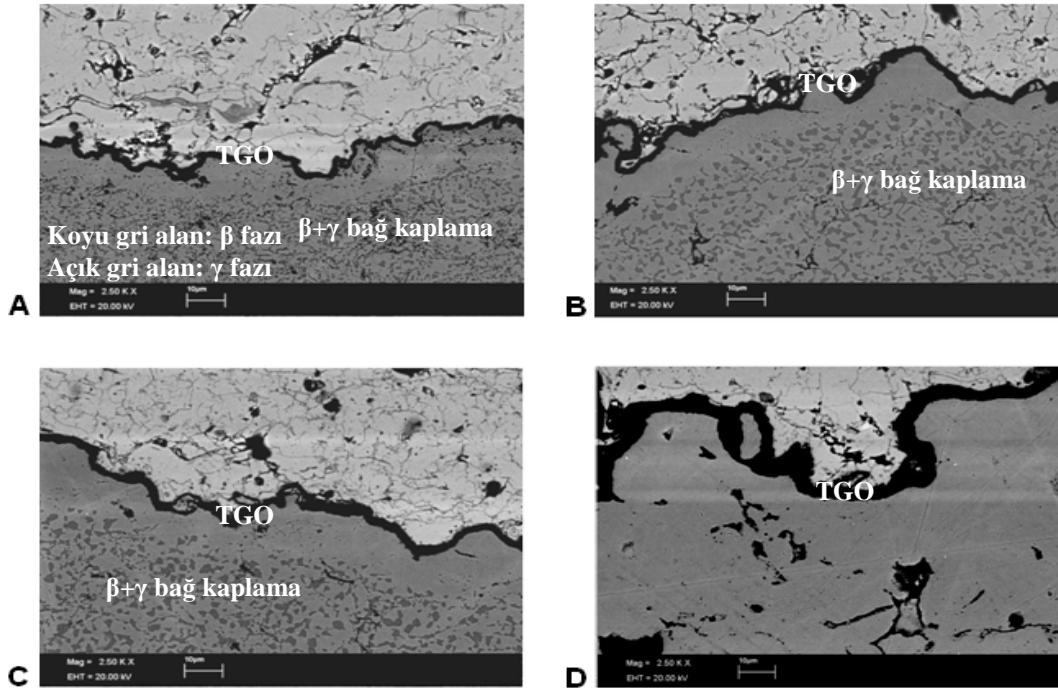 TGO
β+γ bağ kaplama
Koyu gri alan: β fazı
Açık gri alan: γ fazı
Mag = 2.50 K X
10µm
EHT = 20.00 kV
A
TGO
β+γ bağ kaplama
Mag = 2.50 K X
10µm
EHT = 20.00 kV
B
TGO
β+γ bağ kaplama
Mag = 2.50 K X
10µm
EHT = 20.00 kV
C
TGO
Mag = 2.50 K X
10µm
EHT = 20.00 kV
D